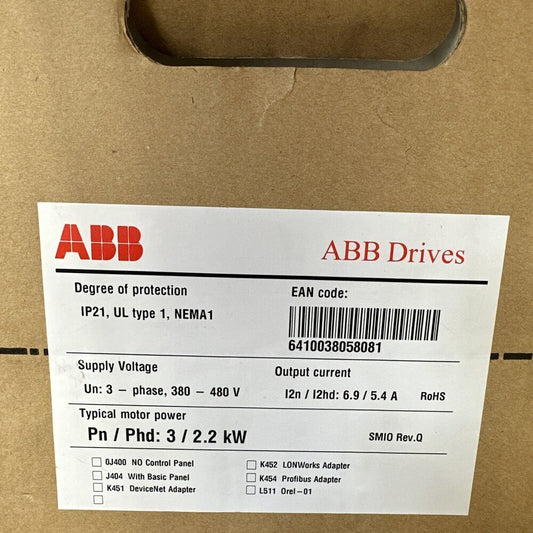 ABB
ABB Drives
Degree of protection
IP21, UL type 1, NEMA1
EAN code:
6410038058081
Supply Voltage
Un: 3 – phase, 380 – 480 V
Output current
I2n / I2hd: 6.9 / 5.4 A
RoHS
Typical motor power
Pn / Phd: 3 / 2.2 kW
SMIO Rev.Q
0J400 NO Control Panel
J404 With Basic Panel
K451 DeviceNet Adapter
K452 LONWorks Adapter
K454 Profibus Adapter
L511 Orel–01